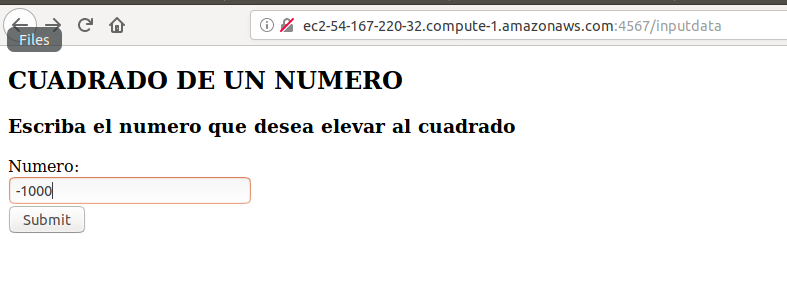 ec2-54-167-220-32.compute-1.amazonaws.com:4567/inputdata
Files
CUADRADO DE UN NUMERO
Escriba el numero que desea elevar al cuadrado
Numero:
-1000
Submit